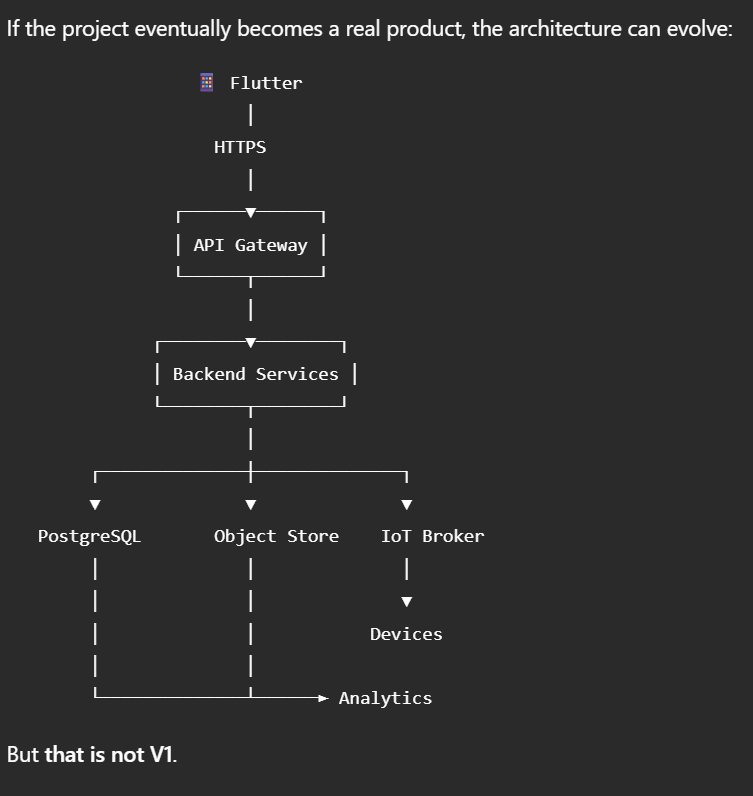 If the project eventually becomes a real product, the architecture can evolve:
Flutter
HTTPS
API Gateway
Backend Services
PostgreSQL Object Store IoT Broker
Devices
Analytics
But that is not V1.